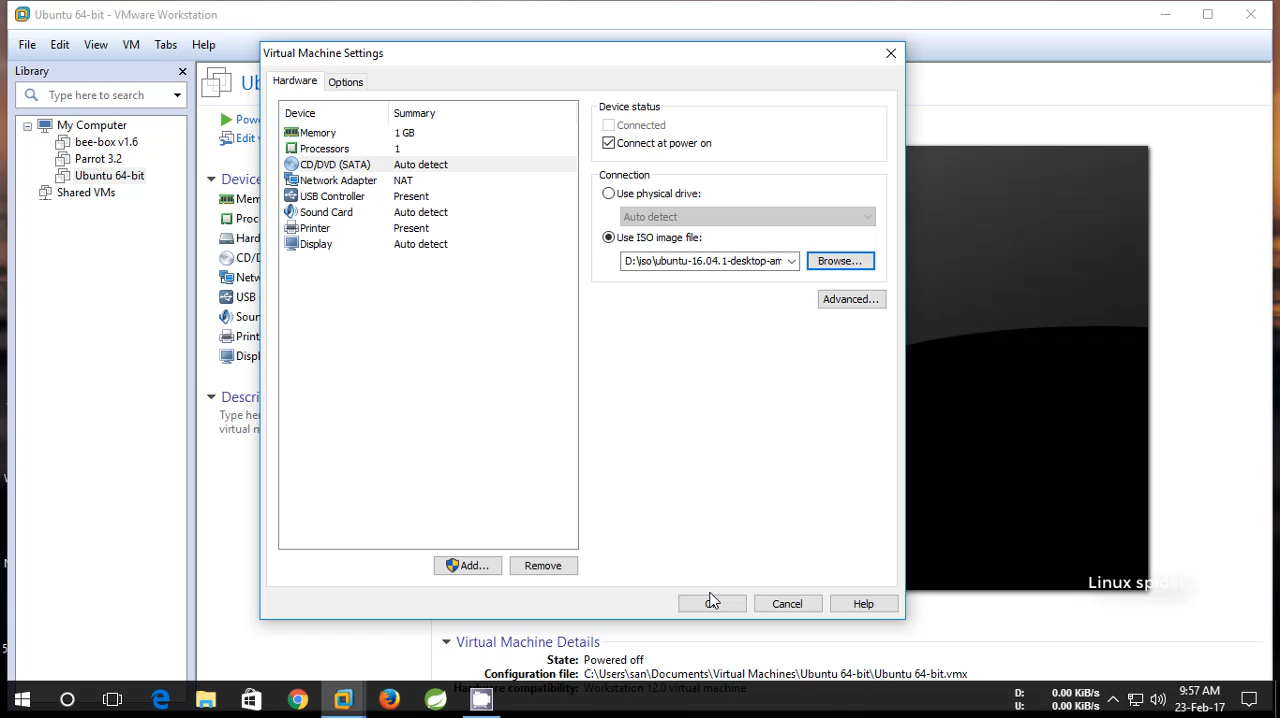 Ubuntu 64-bit - VMware Workstation
File Edit View VM Tabs Help
Library
Type here to search
My Computer
bee-box v1.6
Parrot 3.2
Ubuntu 64-bit
Shared VMs
Virtual Machine Settings
Hardware Options
Device Summary
Memory 1 GB
Processors 1
CD/DVD (SATA) Auto detect
Network Adapter NAT
USB Controller Present
Sound Card Auto detect
Printer Present
Display Auto detect
Add... Remove
Device status
Connected
Connect at power on
Connection
Use physical drive:
Auto detect
Use ISO image file:
D:\iso\ubuntu-16.04.1-desktop-am
Browse...
Advanced...
Cancel Help
USB
Type here
Linux spider
Virtual Machine Details
State: Powered off
Configuration file: C:\Users\san\Documents\Virtual Machines\Ubuntu 64-bit\Ubuntu 64-bit.vmx
Hardware compatibility: Workstation 12.0 virtual machine
D: 0.00 KiB/s
U: 0.00 KiB/s
9:57 AM
23-Feb-17